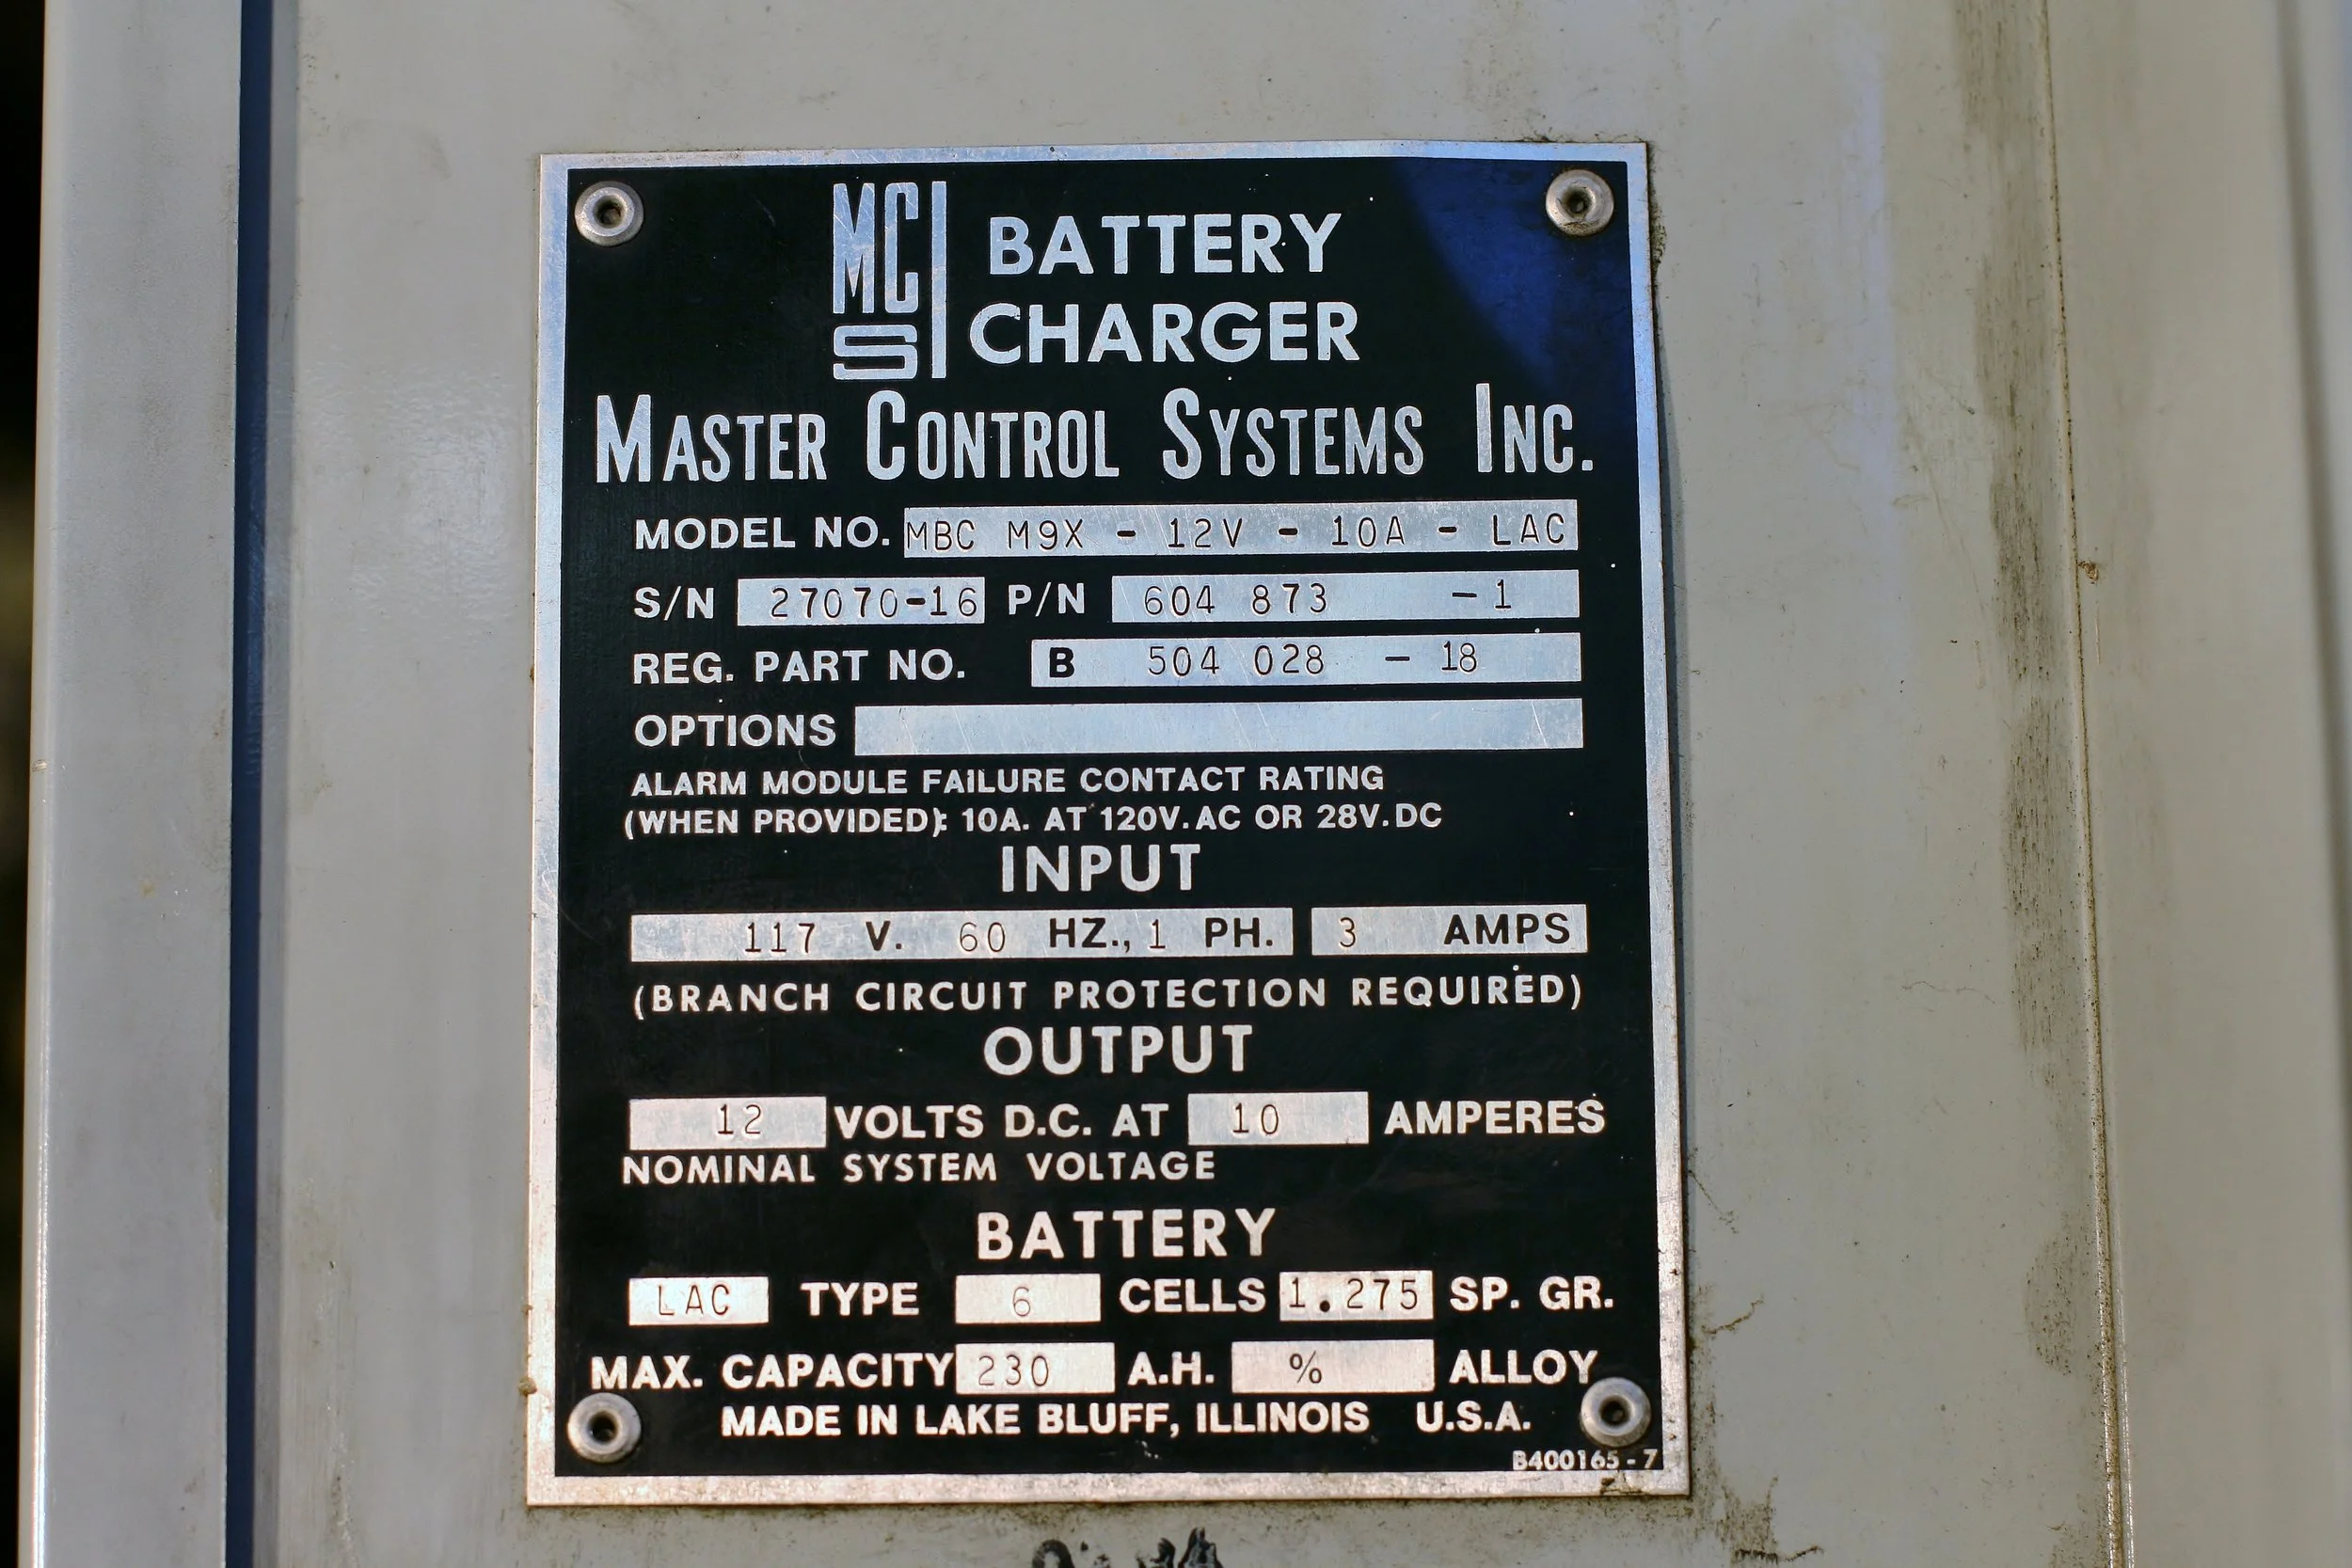 MCS BATTERY
CHARGER
MASTER CONTROL SYSTEMS INC.
MODEL NO. MBC M9X - 12V - 10A - LAC
S/N 27070-16 P/N 604 873 - 1
REG. PART NO. B 504 028 - 18
OPTIONS
ALARM MODULE FAILURE CONTACT RATING
(WHEN PROVIDED): 10A. AT 120V. AC OR 28V. DC
INPUT
117 V. 60 HZ., 1 PH. 3 AMPS
(BRANCH CIRCUIT PROTECTION REQUIRED)
OUTPUT
12 VOLTS D.C. AT 10 AMPERES
NOMINAL SYSTEM VOLTAGE
BATTERY
LAC TYPE 6 CELLS 1.275 SP. GR.
MAX. CAPACITY 230 A.H. % ALLOY
MADE IN LAKE BLUFF, ILLINOIS U.S.A.
B400165-7